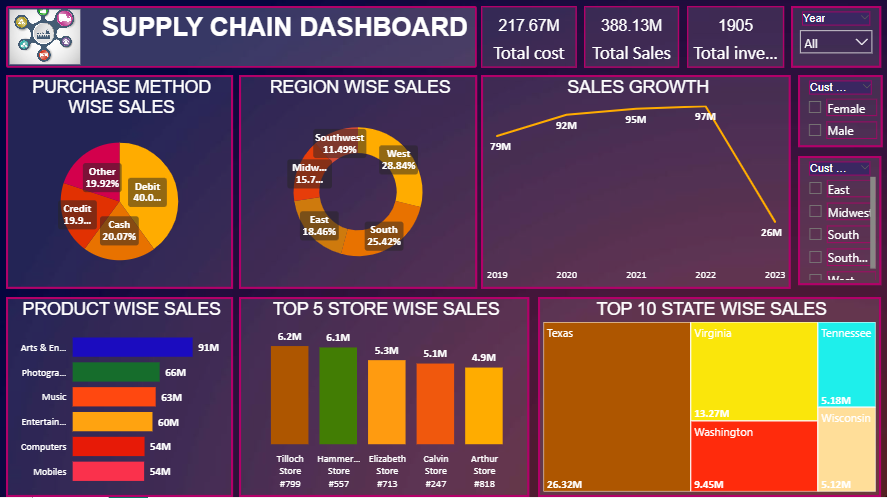 SUPPLY CHAIN DASHBOARD
217.67M
Total cost
388.13M
Total Sales
1905
Total inve...
Year
All
Cust ...
Female
Male
Cust ...
East
Midwest
South
South...
West
PURCHASE METHOD
WISE SALES
Other
19.92%
Debit
40.0...
Credit
19.9...
Cash
20.07%
REGION WISE SALES
Southwest
11.49%
West
28.84%
Midw...
15.7...
East
18.46%
South
25.42%
SALES GROWTH
79M
92M
95M
97M
26M
2019
2020
2021
2022
2023
PRODUCT WISE SALES
Arts & En...
91M
Photogra...
66M
Music
63M
Entertain...
60M
Computers
54M
Mobiles
54M
TOP 5 STORE WISE SALES
6.2M
6.1M
5.3M
5.1M
4.9M
Tilloch
Store
#799
Hammer...
Store
#557
Elizabeth
Store
#713
Calvin
Store
#247
Arthur
Store
#818
TOP 10 STATE WISE SALES
Texas
26.32M
Virginia
13.27M
Washington
9.45M
Tennessee
5.18M
Wisconsin
5.12M